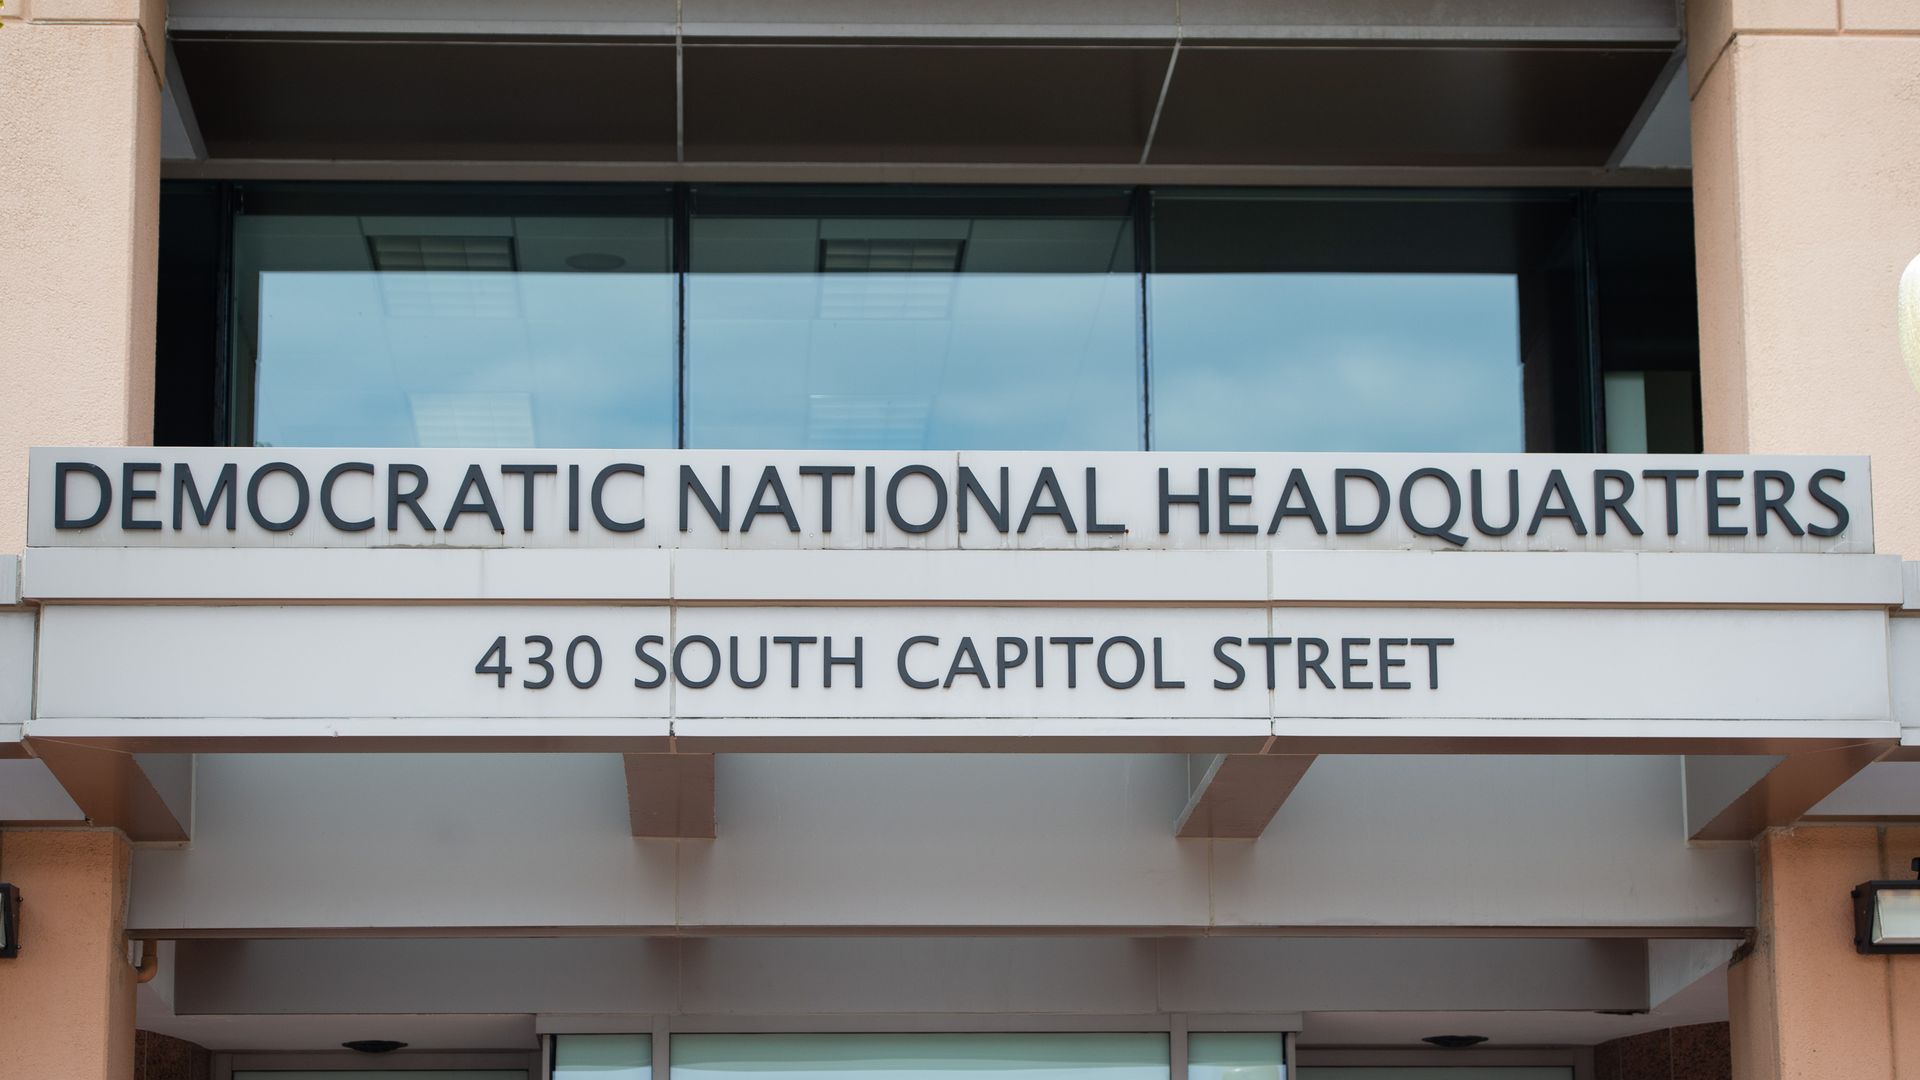 DEMOCRATIC NATIONAL HEADQUARTERS
430 SOUTH CAPITOL STREET